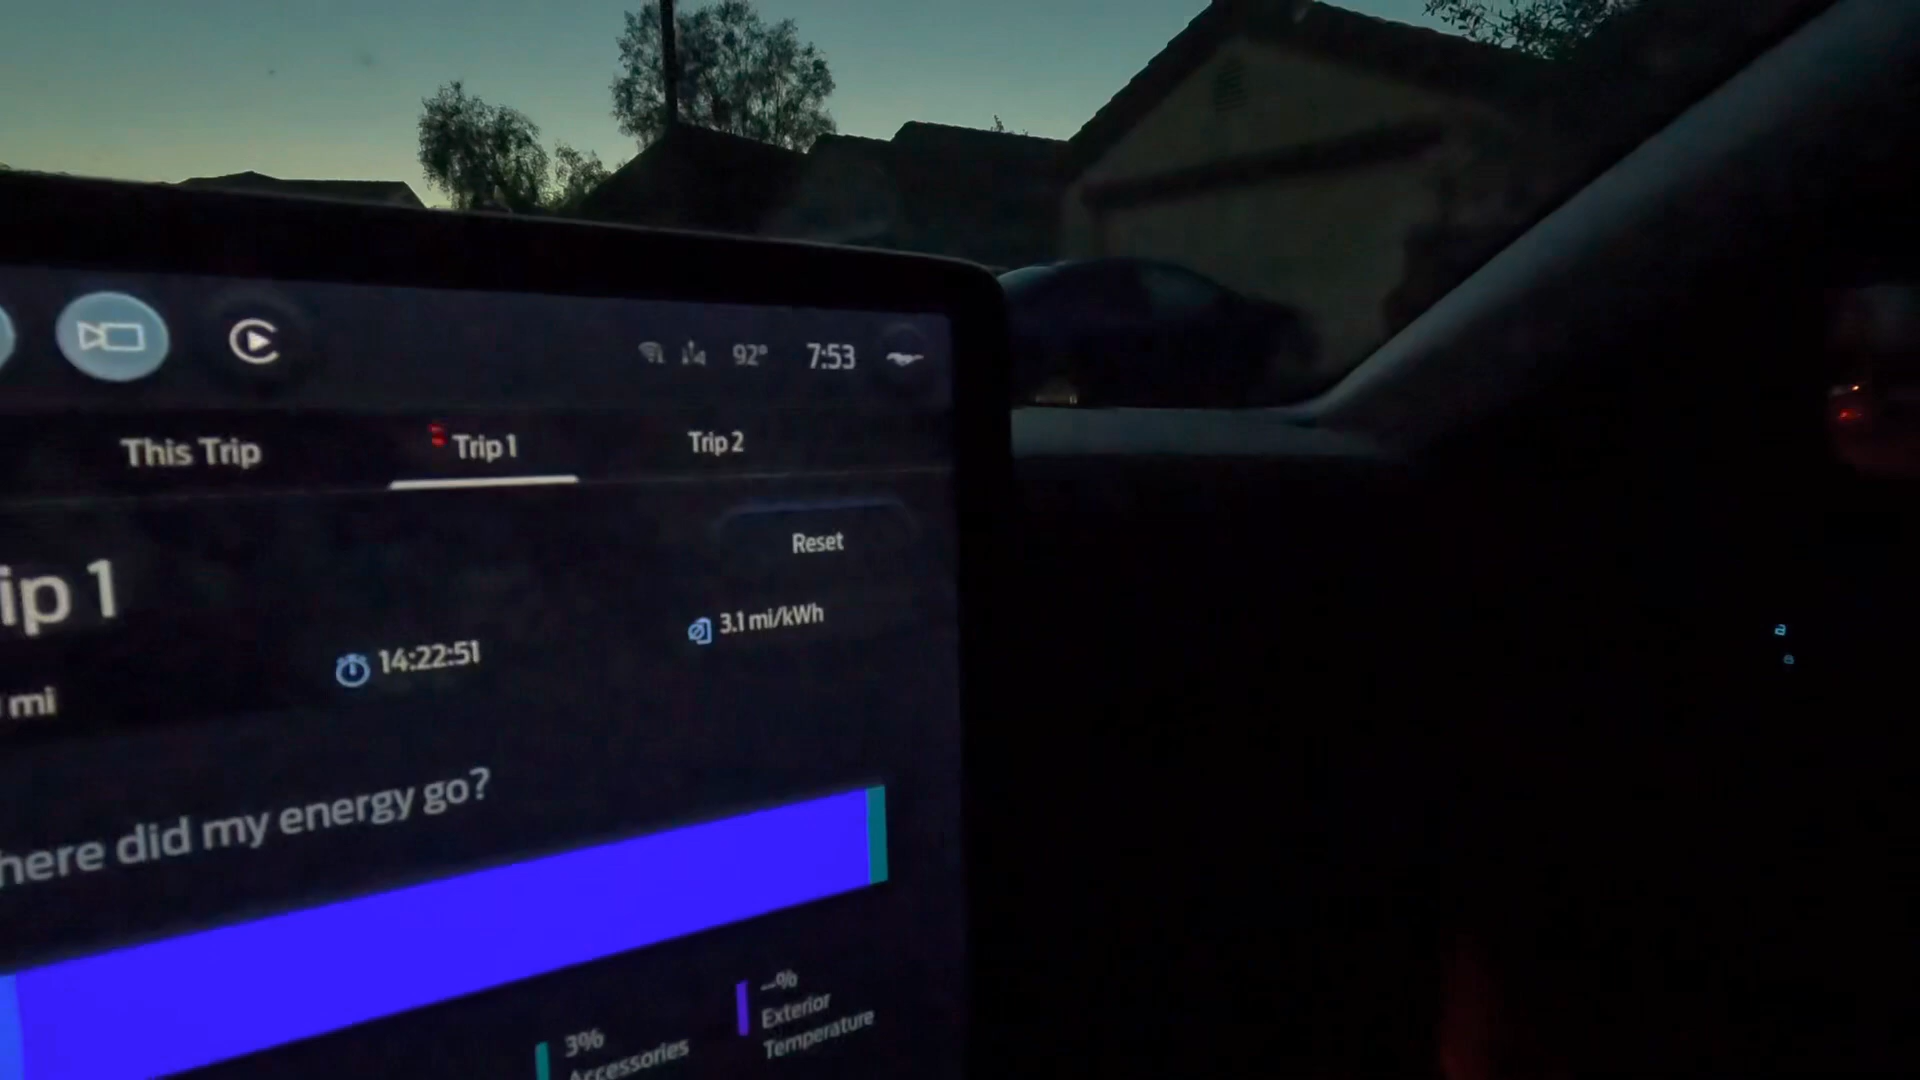 92° 7:53
This Trip Trip 1 Trip 2
Reset
ip 1
mi 14:22:51 3.1 mi/kWh
here did my energy go?
3%
Accessories
--%
Exterior
Temperature